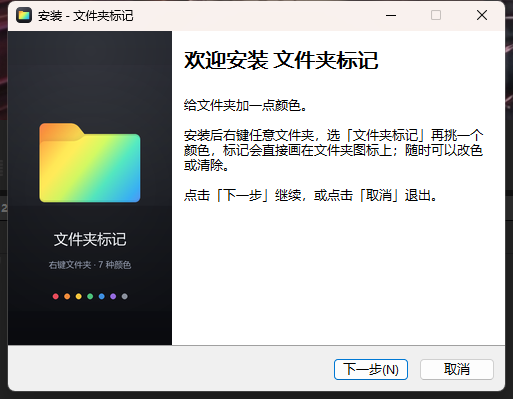 安装 - 文件夹标记
文件夹标记
右键文件夹 · 7 种颜色
欢迎安装 文件夹标记
给文件夹加一点颜色。
安装后右键任意文件夹，选「文件夹标记」再挑一个
颜色，标记会直接画在文件夹图标上；随时可以改色
或清除。
点击「下一步」继续，或点击「取消」退出。
下一步(N)
取消